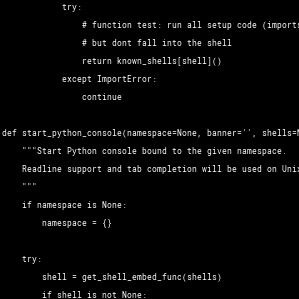 try:
# function test: run all setup code (imports
# but dont fall into the shell
return known_shells[shell]()
except ImportError:
continue
def start_python_console(namespace=None, banner='', shells=N
"""Start Python console bound to the given namespace.
Readline support and tab completion will be used on Unix
"""
if namespace is None:
namespace = {}
try:
shell = get_shell_embed_func(shells)
if shell is not None: